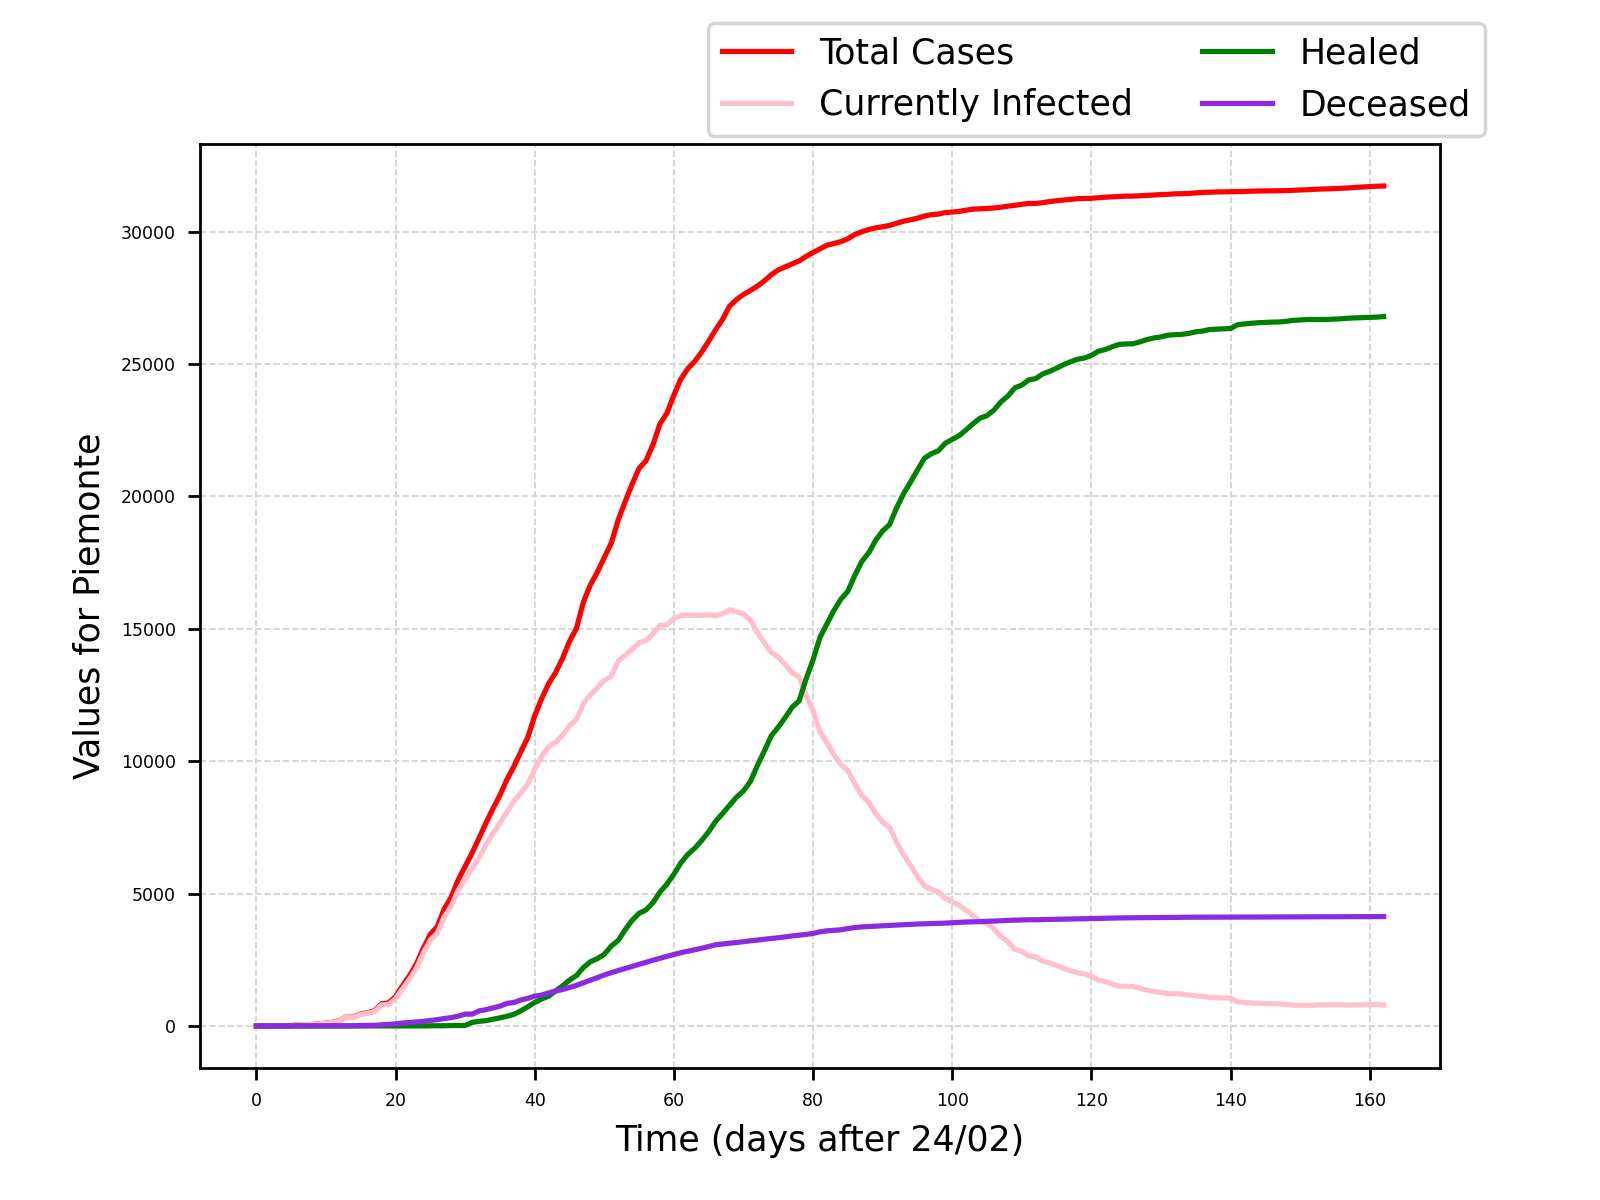 Total Cases
Currently Infected
Healed
Deceased
Values for Piemonte
30000
25000
20000
15000
10000
5000
0
0 20 40 60 80 100 120 140 160
Time (days after 24/02)